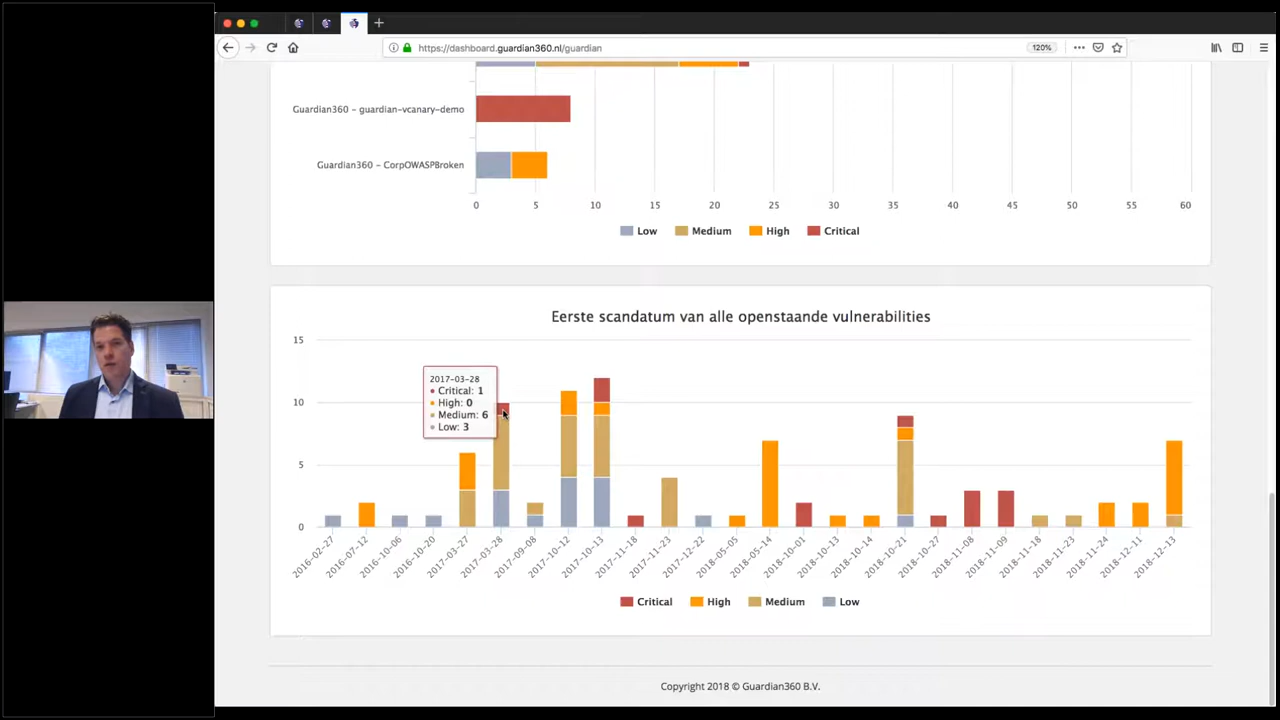 https://dashboard.guardian360.nl/guardian
120%
Guardian360 - guardian-vcanary-demo
Guardian360 - CorpOWASPBroken
0 5 10 15 20 25 30 35 40 45 50 55 60
Low Medium High Critical
Eerste scandatum van alle openstaande vulnerabilities
15
10
5
0
2017-03-28
Critical: 1
High: 0
Medium: 6
Low: 3
2016-02-27 2016-07-12 2016-10-06 2016-10-20 2017-03-27 2017-03-28 2017-09-08 2017-10-12 2017-10-13 2017-11-18 2017-11-23 2017-12-22 2018-05-05 2018-05-14 2018-10-01 2018-10-13 2018-10-14 2018-10-21 2018-10-27 2018-11-08 2018-11-09 2018-11-18 2018-11-23 2018-11-24 2018-12-11 2018-12-13
Critical High Medium Low
Copyright 2018 © Guardian360 B.V.